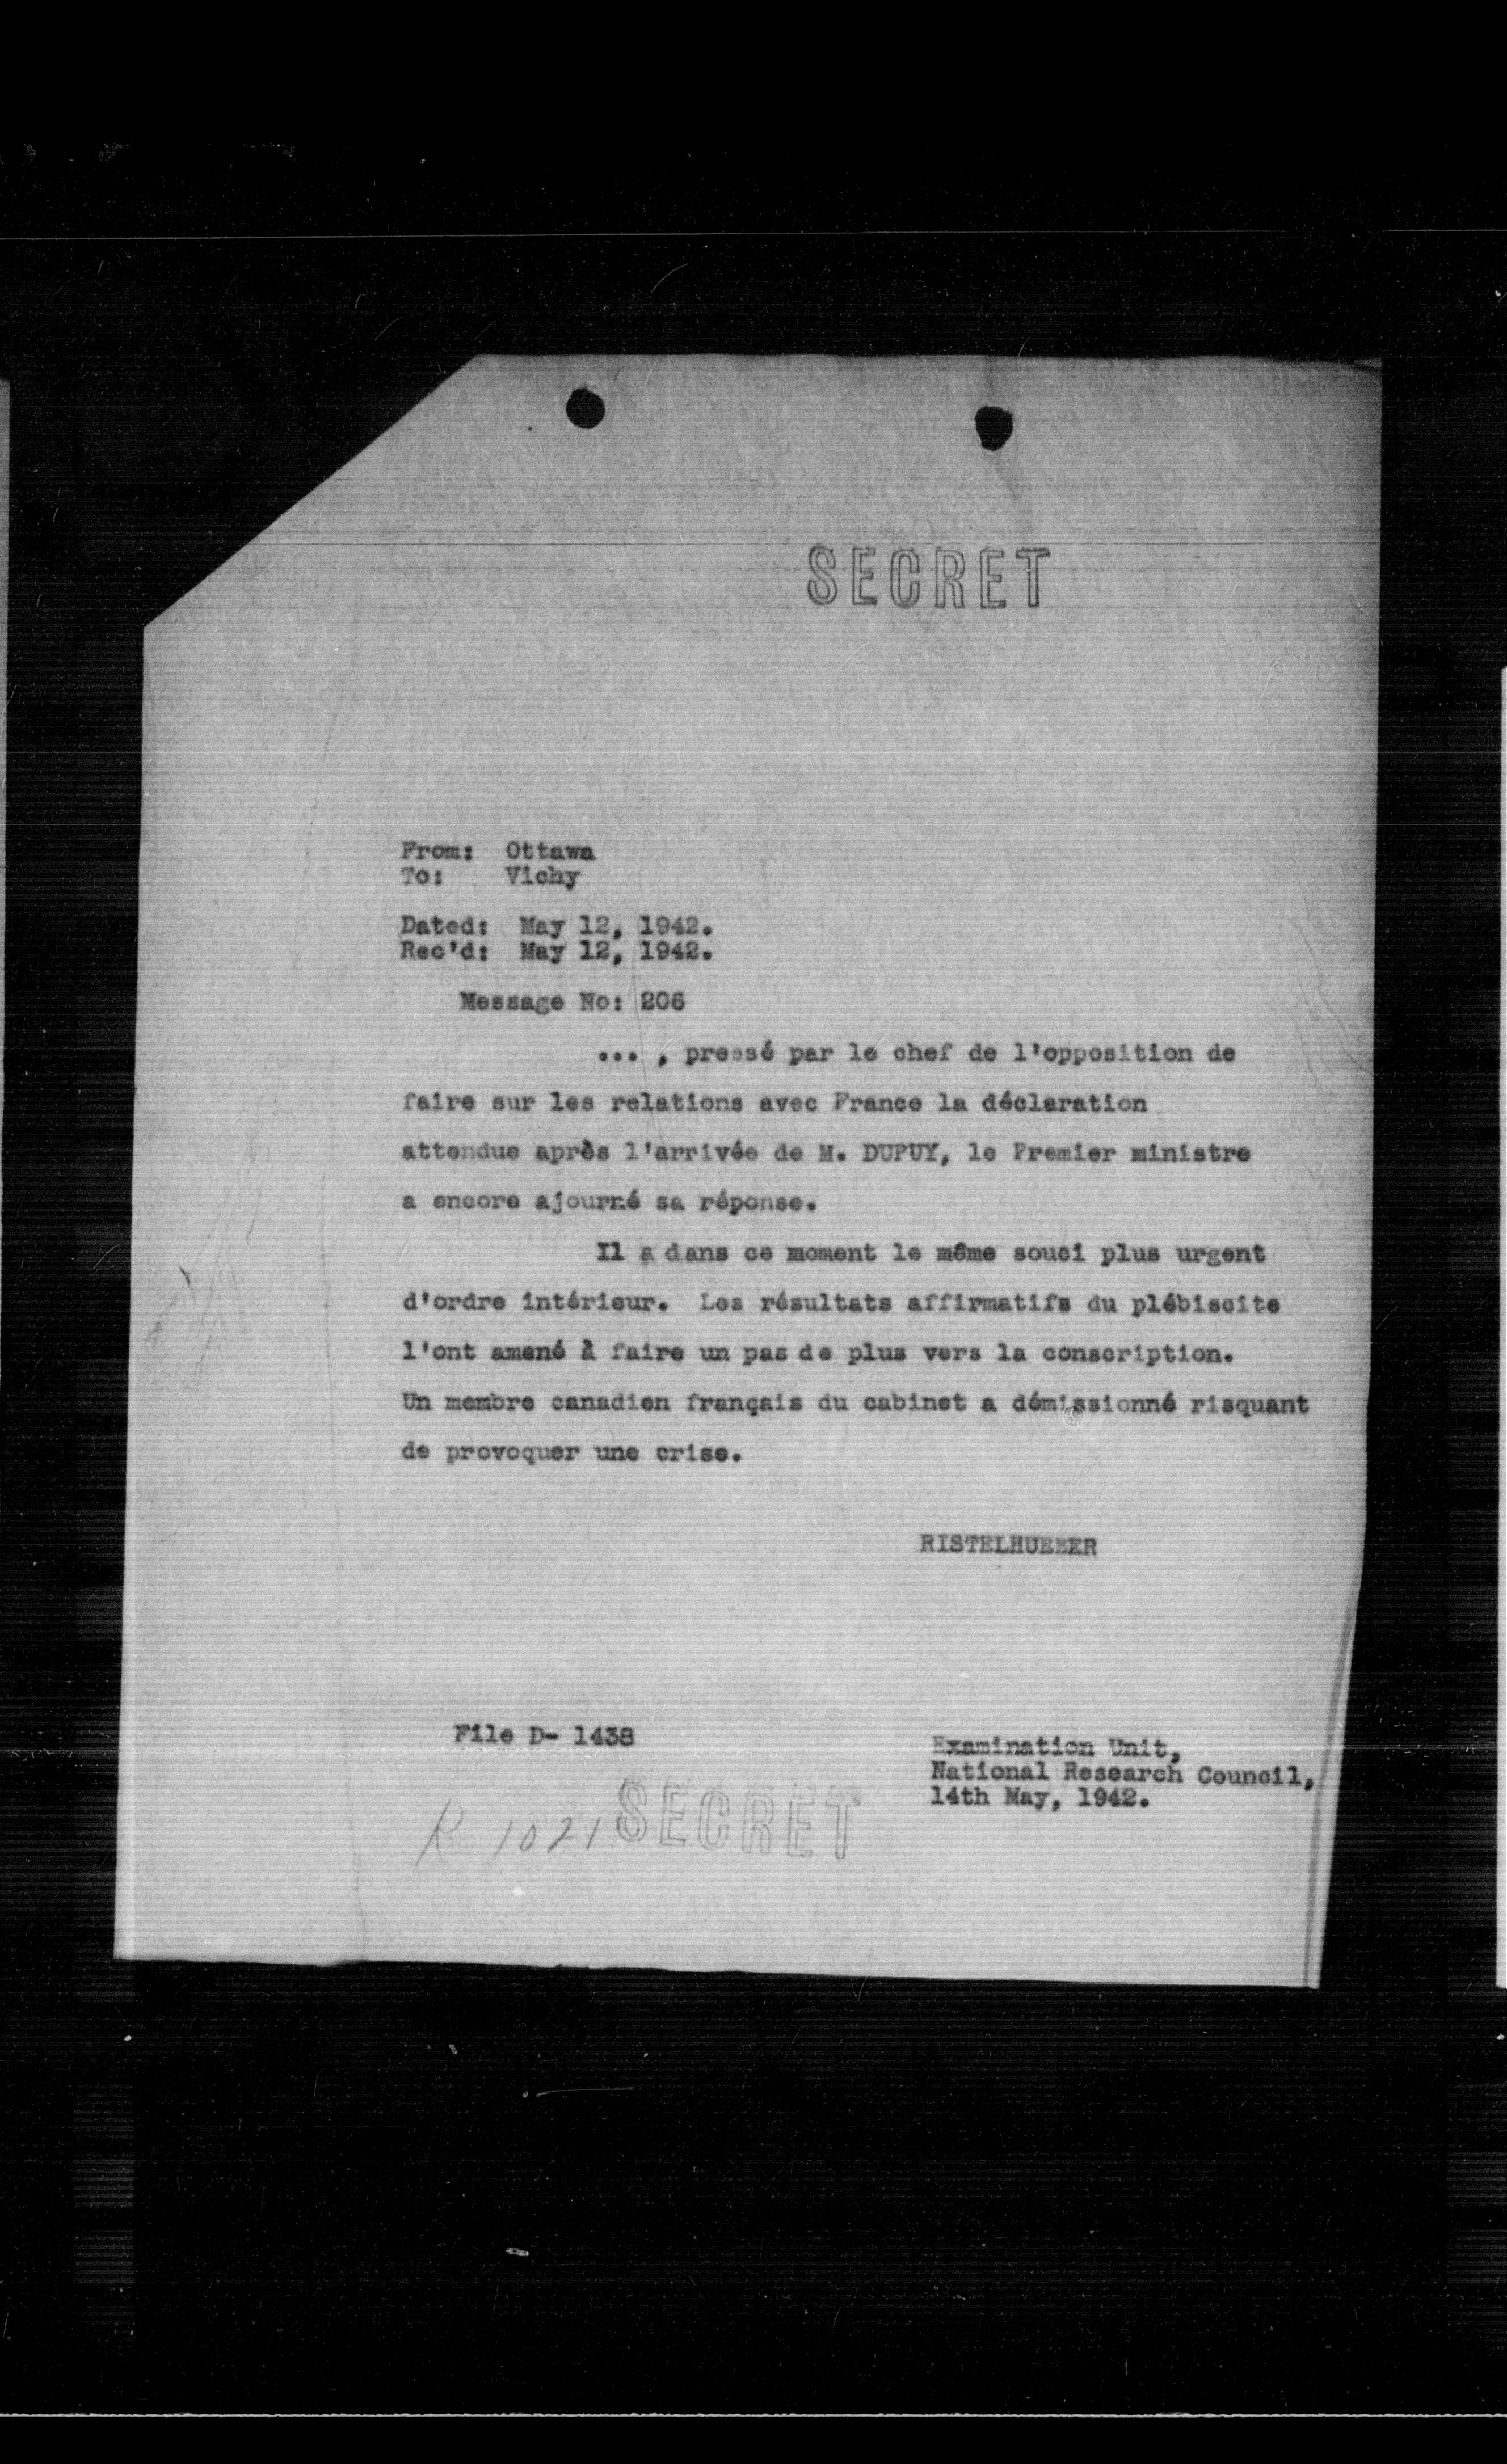 SECRET
From: Ottawa
To: Vichy
Dated: May 12, 1942.
Rec'd: May 12, 1942.
Message No: 206
... , pressé par le chef de l'opposition de
faire sur les relations avec France la déclaration
attendue après l'arrivée de M. DUPUY, le Premier ministre
a encore ajourné sa réponse.
Il a dans ce moment le même souci plus urgent
d'ordre intérieur. Les résultats affirmatifs du plébiscite
l'ont amené à faire un pas de plus vers la conscription.
Un membre canadien français du cabinet a démissionné risquant
de provoquer une crise.
RISTELHUEBER
File D- 1438
Examination Unit,
National Research Council,
14th May, 1942.
K 1021 SECRET